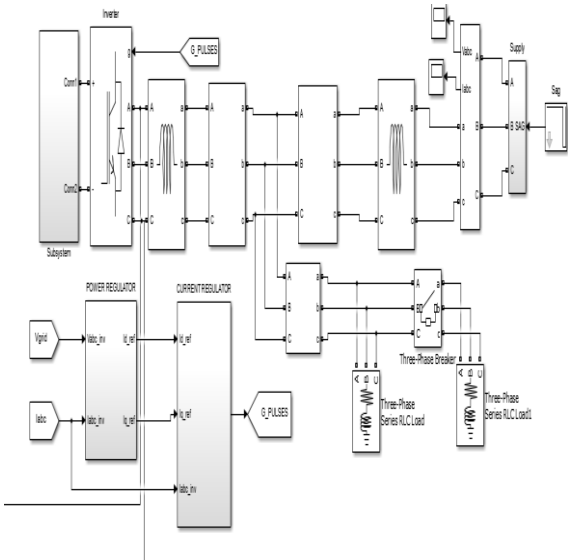 Inverter
G_PULSES
g
Conn1
+
Conn2
-
A
B
C
Subsystem
A
B
C
a
b
c
A
B
C
a
b
c
A
B
C
a
b
c
A
B
C
a
b
c
Vabc
Iabc
a
b
c
A
B
C
Supply
A
B
C
SAG
Sag
A
B
C
a
b
c
A
B
C
a
b
c
Three-Phase Breaker
A B C
Three-Phase
Series RLC Load
A B C
Three-Phase
Series RLC Load1
POWER REGULATOR
Vgrid
Iabc
Vabc_inv
Iabc_inv
Id_ref
Iq_ref
CURRENT REGULATOR
Id_ref
Iq_ref
Iabc_inv
G_PULSES